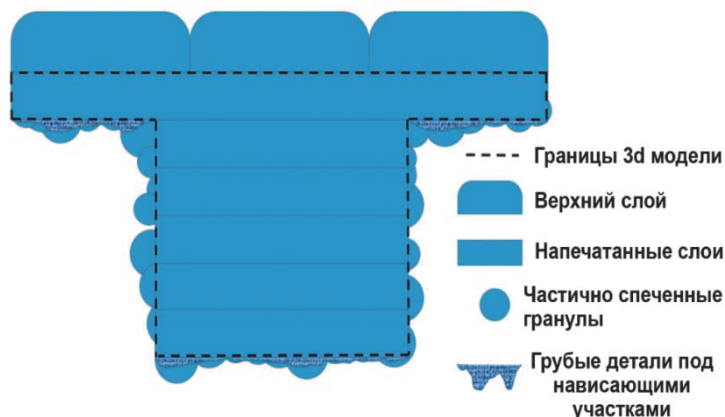 Границы 3d модели
Верхний слой
Напечатанные слои
Частично спеченные
гранулы
Грубые детали под
нависающими
участками